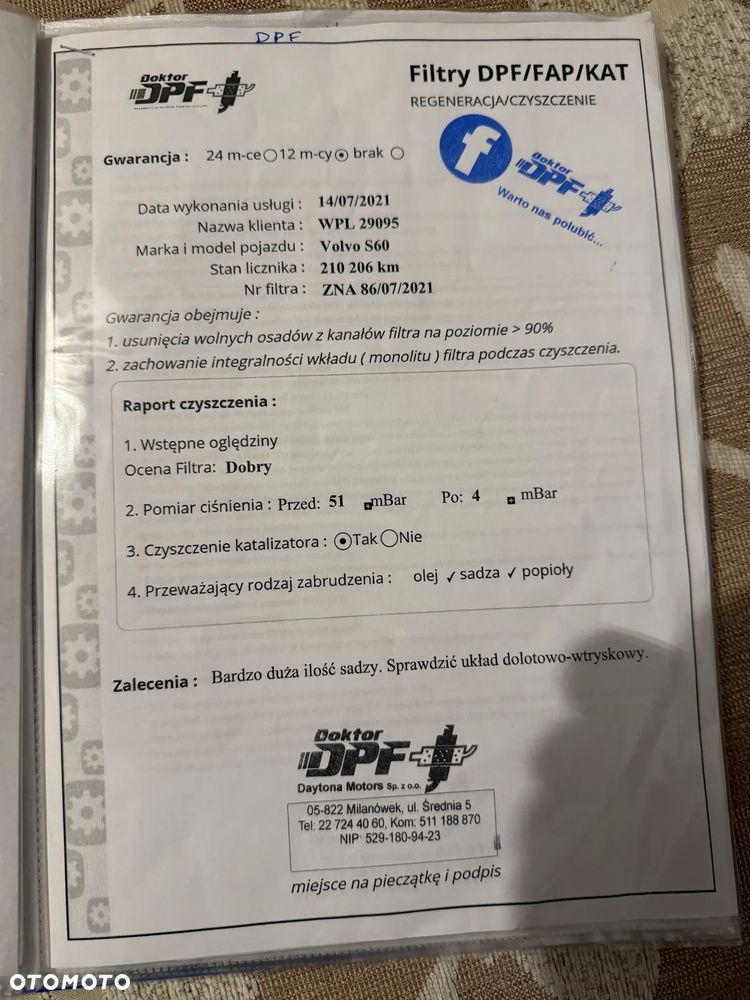 DPF
Doktor
DPF
Filtry DPF/FAP/KAT
REGENERACJA/CZYSZCZENIE
Gwarancja : 24 m-ce 12 m-cy brak
f
Doktor
DPF
Warto nas polubić...
Data wykonania usługi : 14/07/2021
Nazwa klienta : WPL 29095
Marka i model pojazdu : Volvo S60
Stan licznika : 210 206 km
Nr filtra : ZNA 86/07/2021
Gwarancja obejmuje :
1. usunięcia wolnych osadów z kanałów filtra na poziomie > 90%
2. zachowanie integralności wkładu ( monolitu ) filtra podczas czyszczenia.
Raport czyszczenia :
1. Wstępne oględziny
Ocena Filtra: Dobry
2. Pomiar ciśnienia : Przed: 51 mBar Po: 4 mBar
3. Czyszczenie katalizatora : Tak Nie
4. Przeważający rodzaj zabrudzenia : olej ✓ sadza ✓ popioły
Zalecenia : Bardzo duża ilość sadzy. Sprawdzić układ dolotowo-wtryskowy.
Doktor
DPF
Daytona Motors Sp. z o.o.
05-822 Milanówek, ul. Średnia 5
Tel: 22 724 40 60, Kom: 511 188 870
NIP: 529-180-94-23
miejsce na pieczątkę i podpis
OTOMOTO